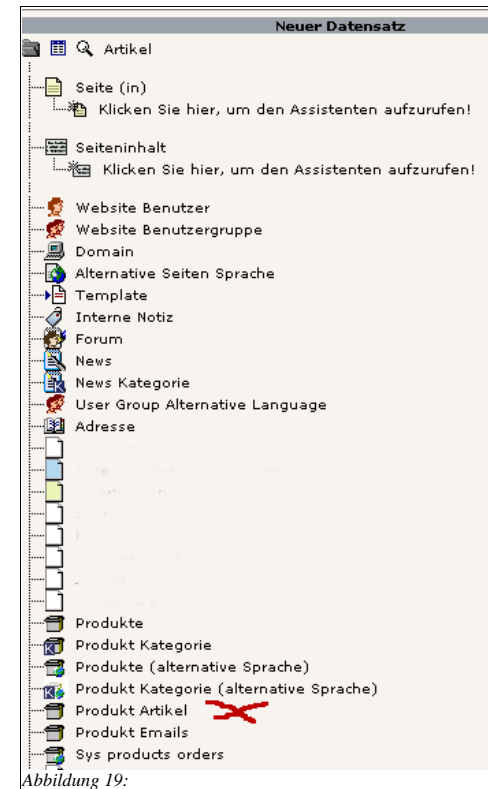 Neuer Datensatz
Artikel
Seite (in)
Klicken Sie hier, um den Assistenten aufzurufen!
Seiteninhalt
Klicken Sie hier, um den Assistenten aufzurufen!
Website Benutzer
Website Benutzergruppe
Domain
Alternative Seiten Sprache
Template
Interne Notiz
Forum
News
News Kategorie
User Group Alternative Language
Adresse
Produkte
Produkt Kategorie
Produkte (alternative Sprache)
Produkt Kategorie (alternative Sprache)
Produkt Artikel
Produkt Emails
Sys products orders
Abbildung 19: